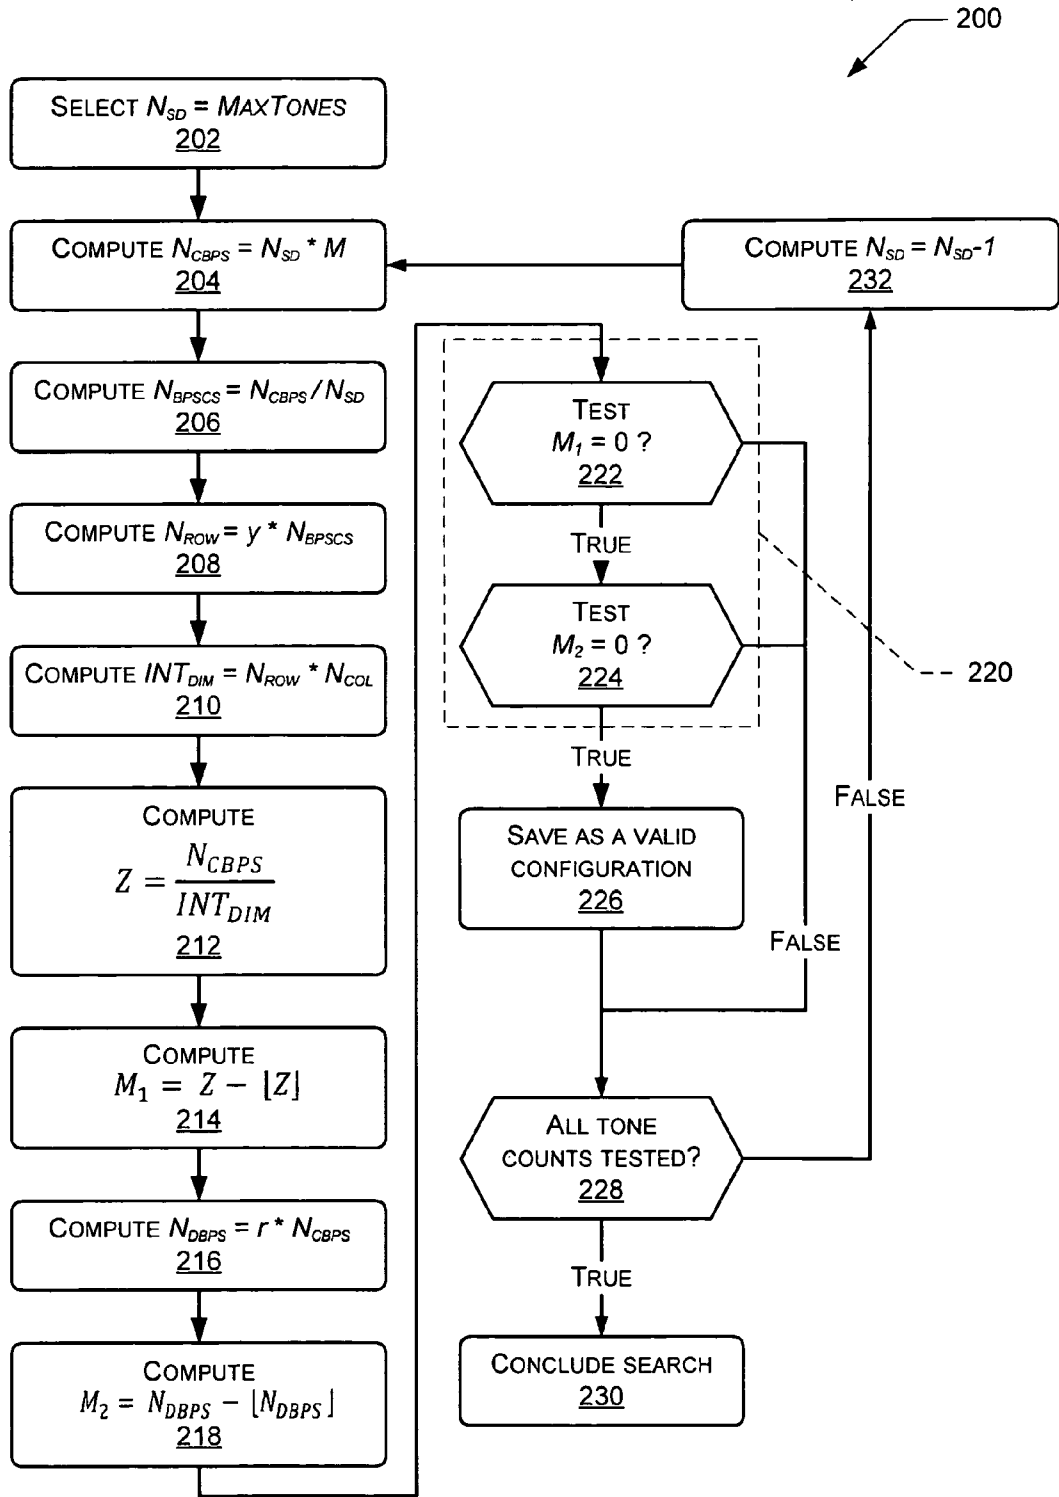 200
SELECT N_SD = MAXTONES
202
COMPUTE N_CBPS = N_SD * M
204
COMPUTE N_BPSCS = N_CBPS / N_SD
206
COMPUTE N_ROW = y * N_BPSCS
208
COMPUTE INT_DIM = N_ROW * N_COL
210
COMPUTE
Z = N_CBPS / INT_DIM
212
COMPUTE
M_1 = Z - ⌊Z⌋
214
COMPUTE N_DBPS = r * N_CBPS
216
COMPUTE
M_2 = N_DBPS - ⌊N_DBPS⌋
218
TEST
M_1 = 0 ?
222
TRUE
TEST
M_2 = 0 ?
224
220
TRUE
SAVE AS A VALID
CONFIGURATION
226
FALSE
ALL TONE
COUNTS TESTED?
228
TRUE
CONCLUDE SEARCH
230
FALSE
COMPUTE N_SD = N_SD-1
232